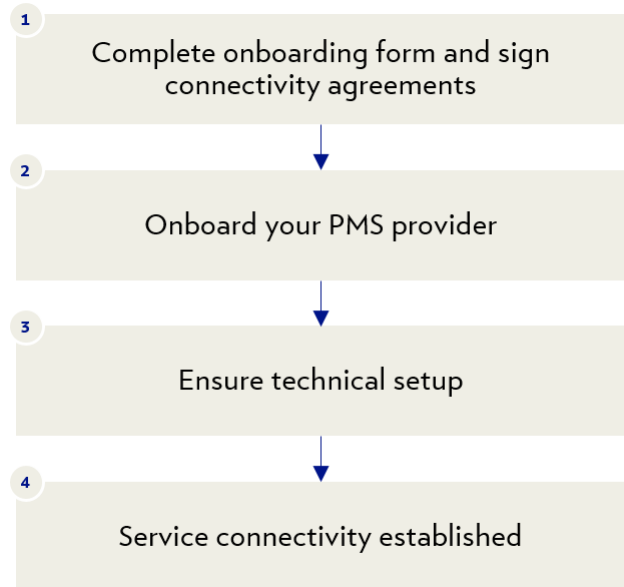 1
Complete onboarding form and sign
connectivity agreements
2
Onboard your PMS provider
3
Ensure technical setup
4
Service connectivity established